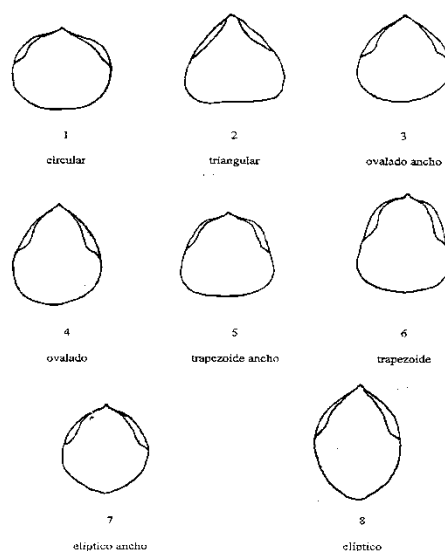 1 2 3
circular triangular ovalado ancho
4 5 6
ovalado trapezoide ancho trapezoide
7 8
elíptico ancho elíptico